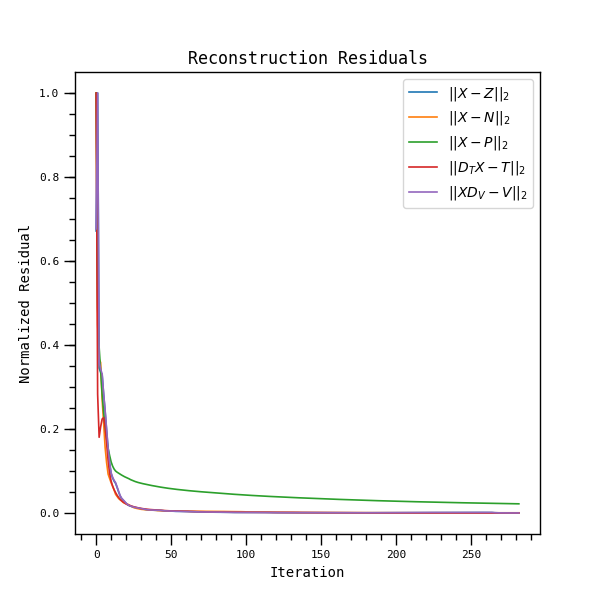 Reconstruction Residuals
||X − Z||₂
||X − N||₂
||X − P||₂
||D_T X − T||₂
||XD_V − V||₂
Normalized Residual
1.0
0.8
0.6
0.4
0.2
0.0
0 50 100 150 200 250
Iteration